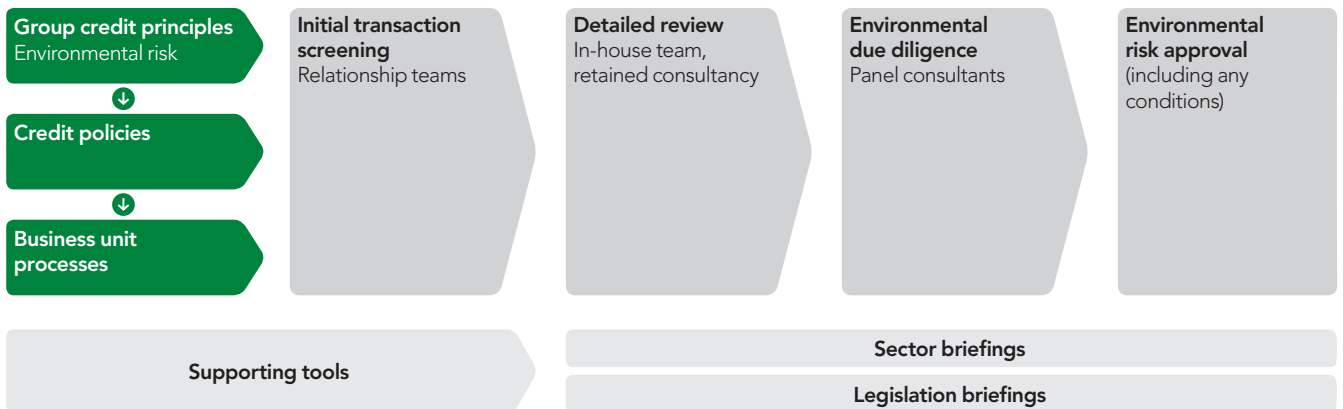 Group credit principles
Environmental risk
Credit policies
Business unit
processes
Initial transaction
screening
Relationship teams
Detailed review
In-house team,
retained consultancy
Environmental
due diligence
Panel consultants
Environmental
risk approval
(including any
conditions)
Supporting tools
Sector briefings
Legislation briefings